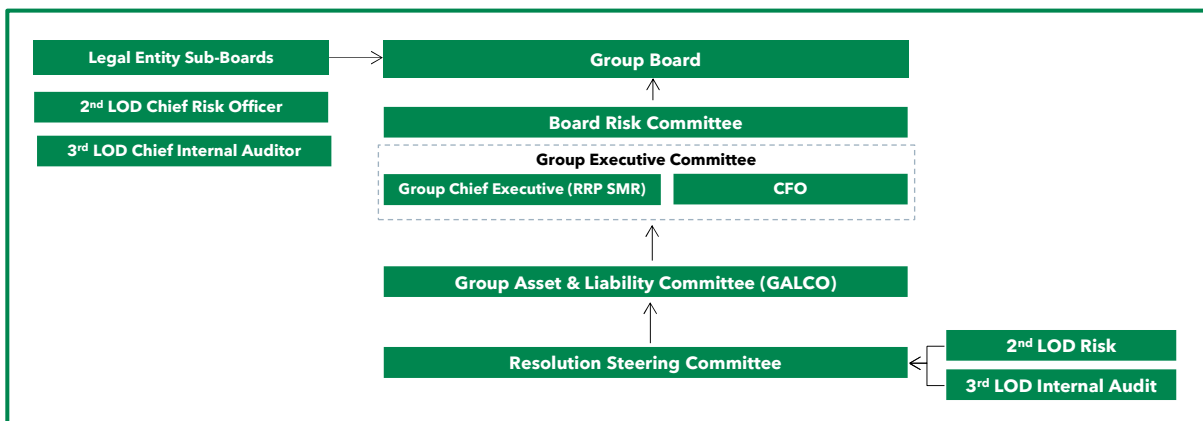 Legal Entity Sub-Boards
Group Board
2nd LOD Chief Risk Officer
Board Risk Committee
3rd LOD Chief Internal Auditor
Group Executive Committee
Group Chief Executive (RRP SMR)
CFO
Group Asset & Liability Committee (GALCO)
Resolution Steering Committee
2nd LOD Risk
3rd LOD Internal Audit